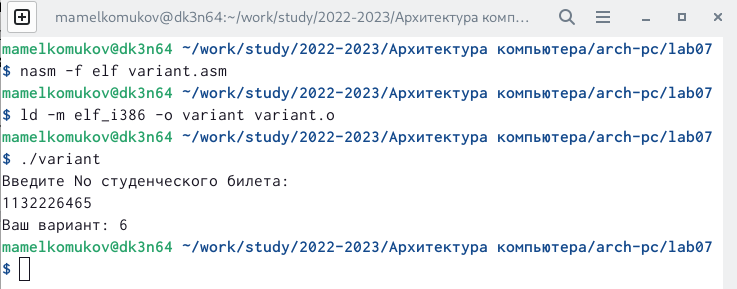 mamelkomukov@dk3n64:~/work/study/2022-2023/Архитектура комп...
mamelkomukov@dk3n64 ~/work/study/2022-2023/Архитектура компьютера/arch-pc/lab07
$ nasm -f elf variant.asm
mamelkomukov@dk3n64 ~/work/study/2022-2023/Архитектура компьютера/arch-pc/lab07
$ ld -m elf_i386 -o variant variant.o
mamelkomukov@dk3n64 ~/work/study/2022-2023/Архитектура компьютера/arch-pc/lab07
$ ./variant
Введите No студенческого билета:
1132226465
Ваш вариант: 6
mamelkomukov@dk3n64 ~/work/study/2022-2023/Архитектура компьютера/arch-pc/lab07
$